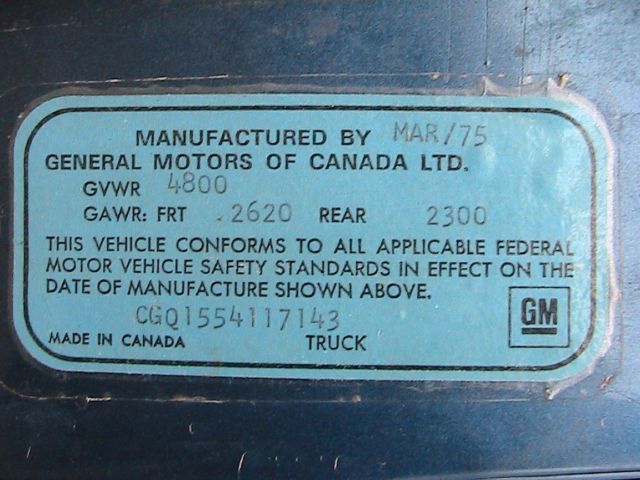 MANUFACTURED BY MAR/75
GENERAL MOTORS OF CANADA LTD.
GVWR 4800
GAWR: FRT 2620 REAR 2300
THIS VEHICLE CONFORMS TO ALL APPLICABLE FEDERAL
MOTOR VEHICLE SAFETY STANDARDS IN EFFECT ON THE
DATE OF MANUFACTURE SHOWN ABOVE.
CGQ1554117143
GM
MADE IN CANADA TRUCK